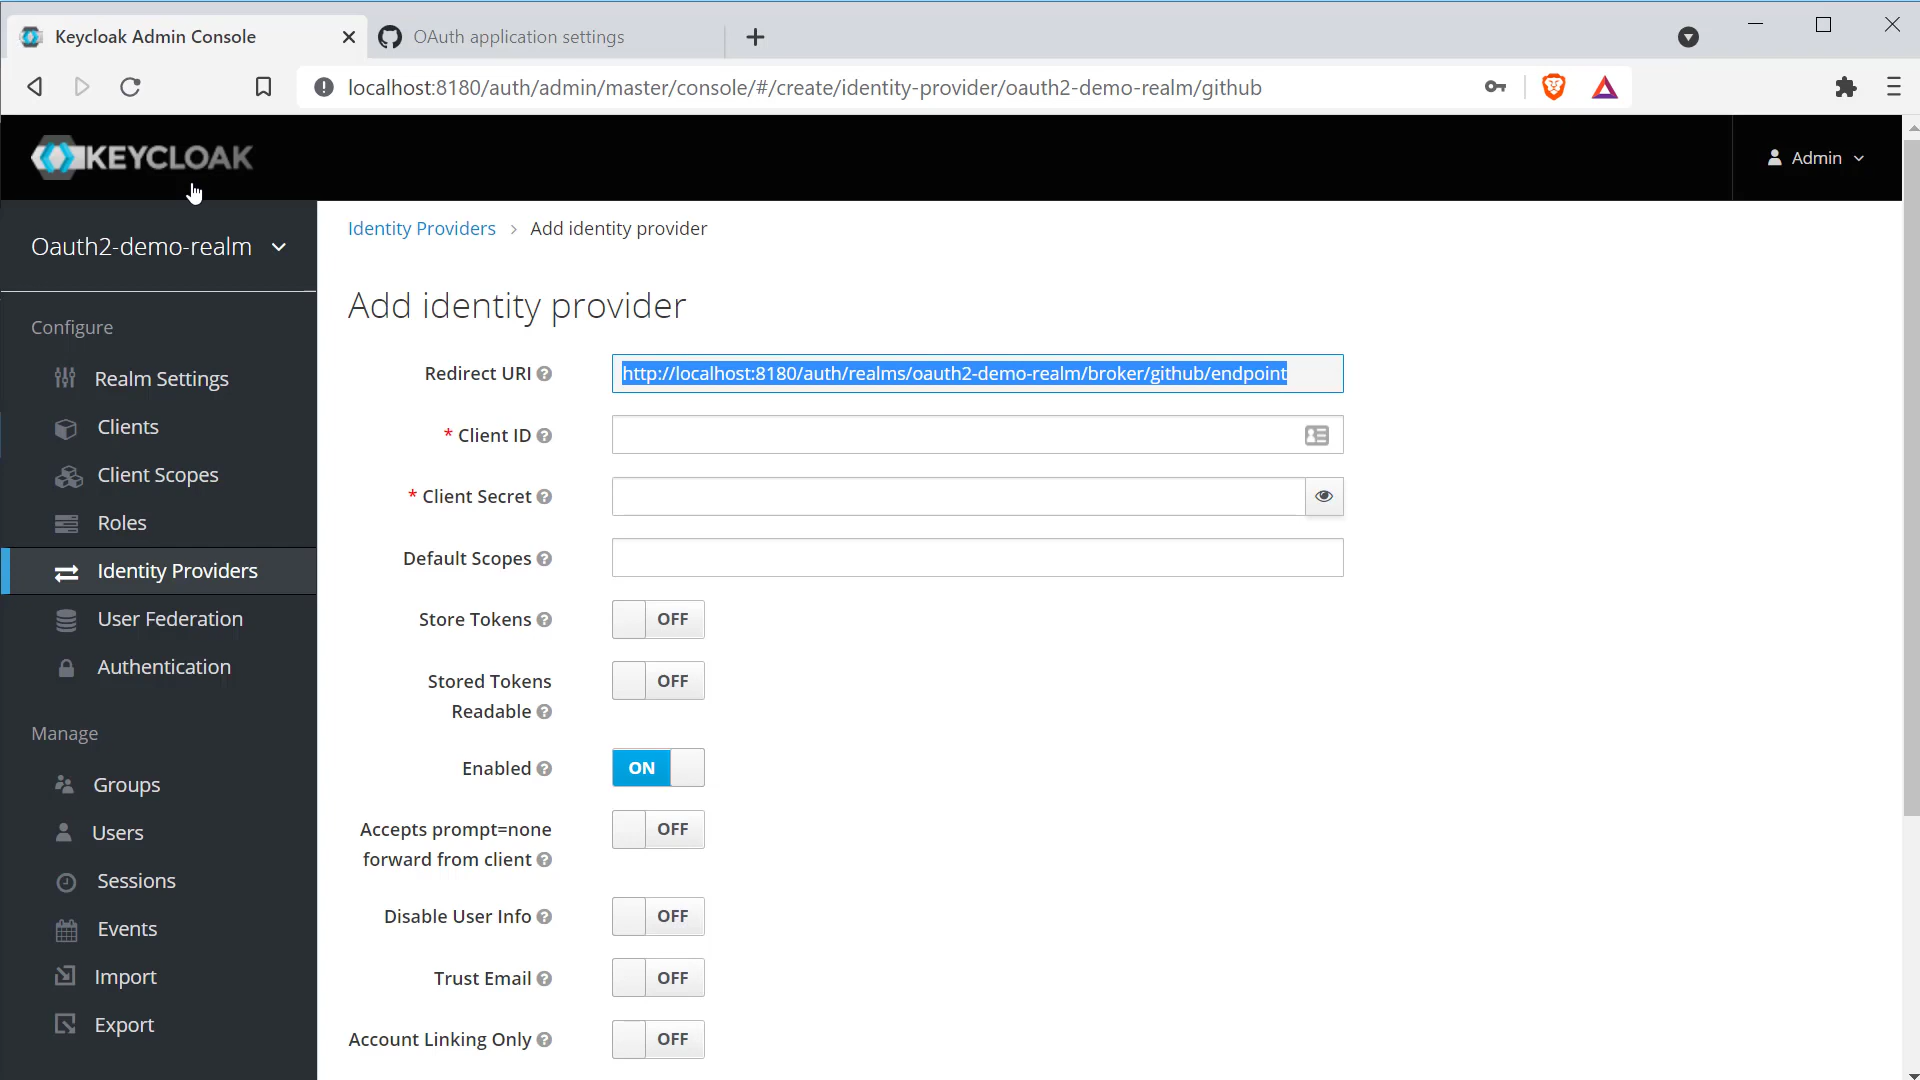 Keycloak Admin Console
OAuth application settings
localhost:8180/auth/admin/master/console/#/create/identity-provider/oauth2-demo-realm/github
KEYCLOAK
Admin
Oauth2-demo-realm
Configure
Realm Settings
Clients
Client Scopes
Roles
Identity Providers
User Federation
Authentication
Manage
Groups
Users
Sessions
Events
Import
Export
Identity Providers > Add identity provider
Add identity provider
Redirect URI
http://localhost:8180/auth/realms/oauth2-demo-realm/broker/github/endpoint
* Client ID
* Client Secret
Default Scopes
Store Tokens
OFF
Stored Tokens
Readable
OFF
Enabled
ON
Accepts prompt=none
forward from client
OFF
Disable User Info
OFF
Trust Email
OFF
Account Linking Only
OFF